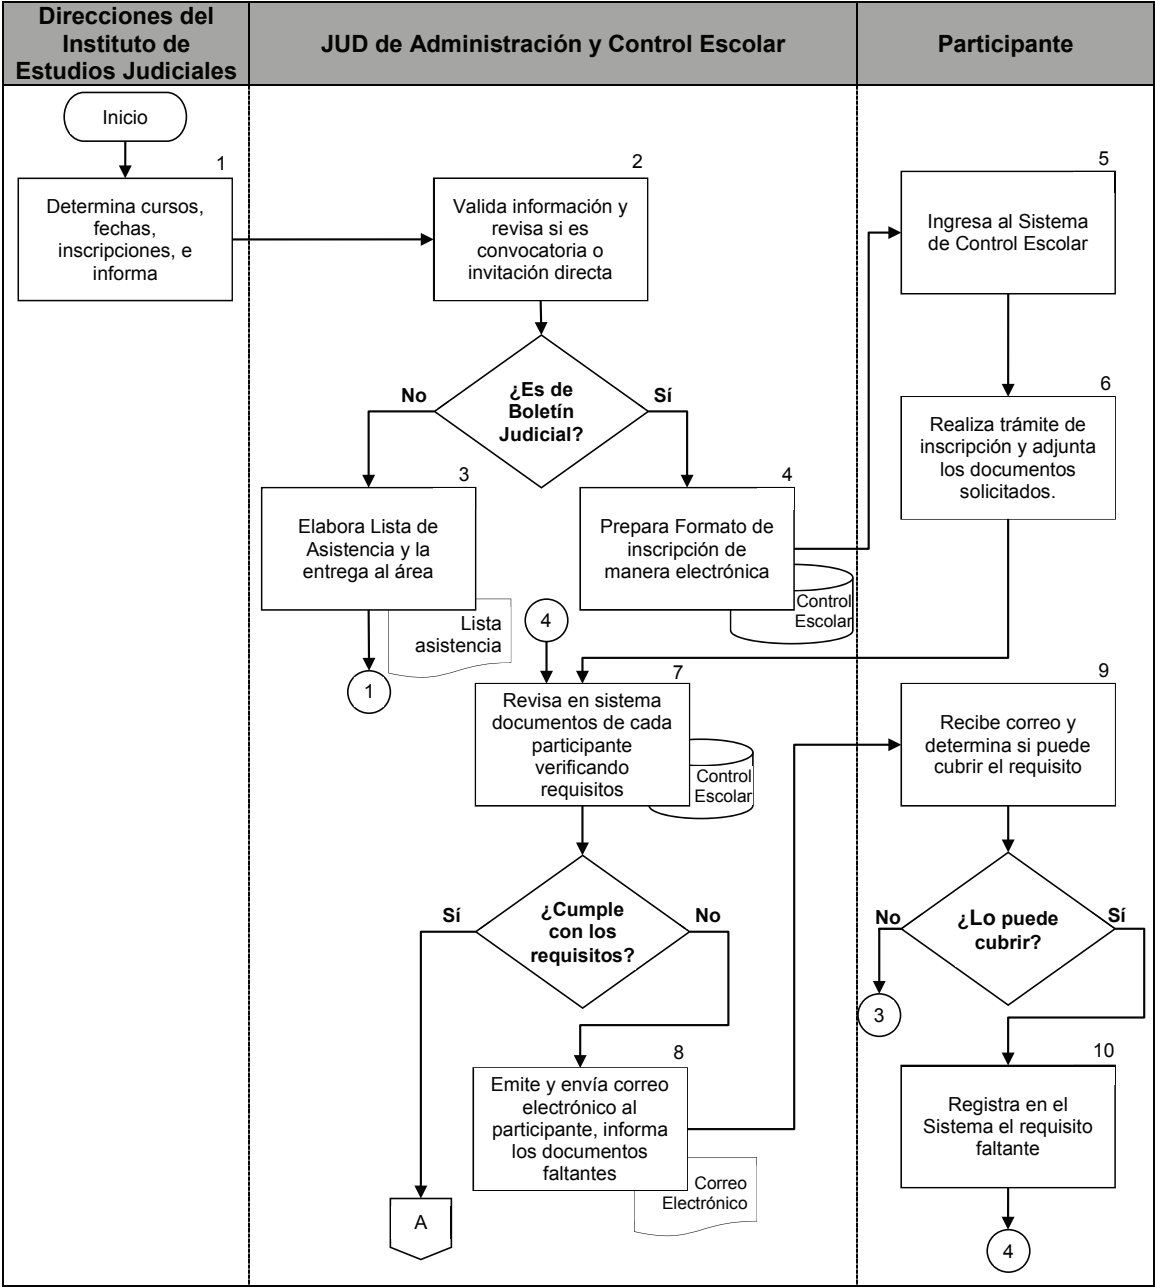 Direcciones del
Instituto de
Estudios Judiciales
JUD de Administración y Control Escolar
Participante
Inicio
1
Determina cursos,
fechas,
inscripciones, e
informa
2
Valida información y
revisa si es
convocatoria o
invitación directa
5
Ingresa al Sistema
de Control Escolar
¿Es de
Boletín
Judicial?
No
Sí
6
Realiza trámite de
inscripción y adjunta
los documentos
solicitados.
3
Elabora Lista de
Asistencia y la
entrega al área
Lista
asistencia
1
4
Prepara Formato de
inscripción de
manera electrónica
Control
Escolar
4
7
Revisa en sistema
documentos de cada
participante
verificando
requisitos
Control
Escolar
9
Recibe correo y
determina si puede
cubrir el requisito
Sí
¿Cumple
con los
requisitos?
No
No
¿Lo puede
cubrir?
Sí
3
8
Emite y envía correo
electrónico al
participante, informa
los documentos
faltantes
Correo
Electrónico
A
10
Registra en el
Sistema el requisito
faltante
4